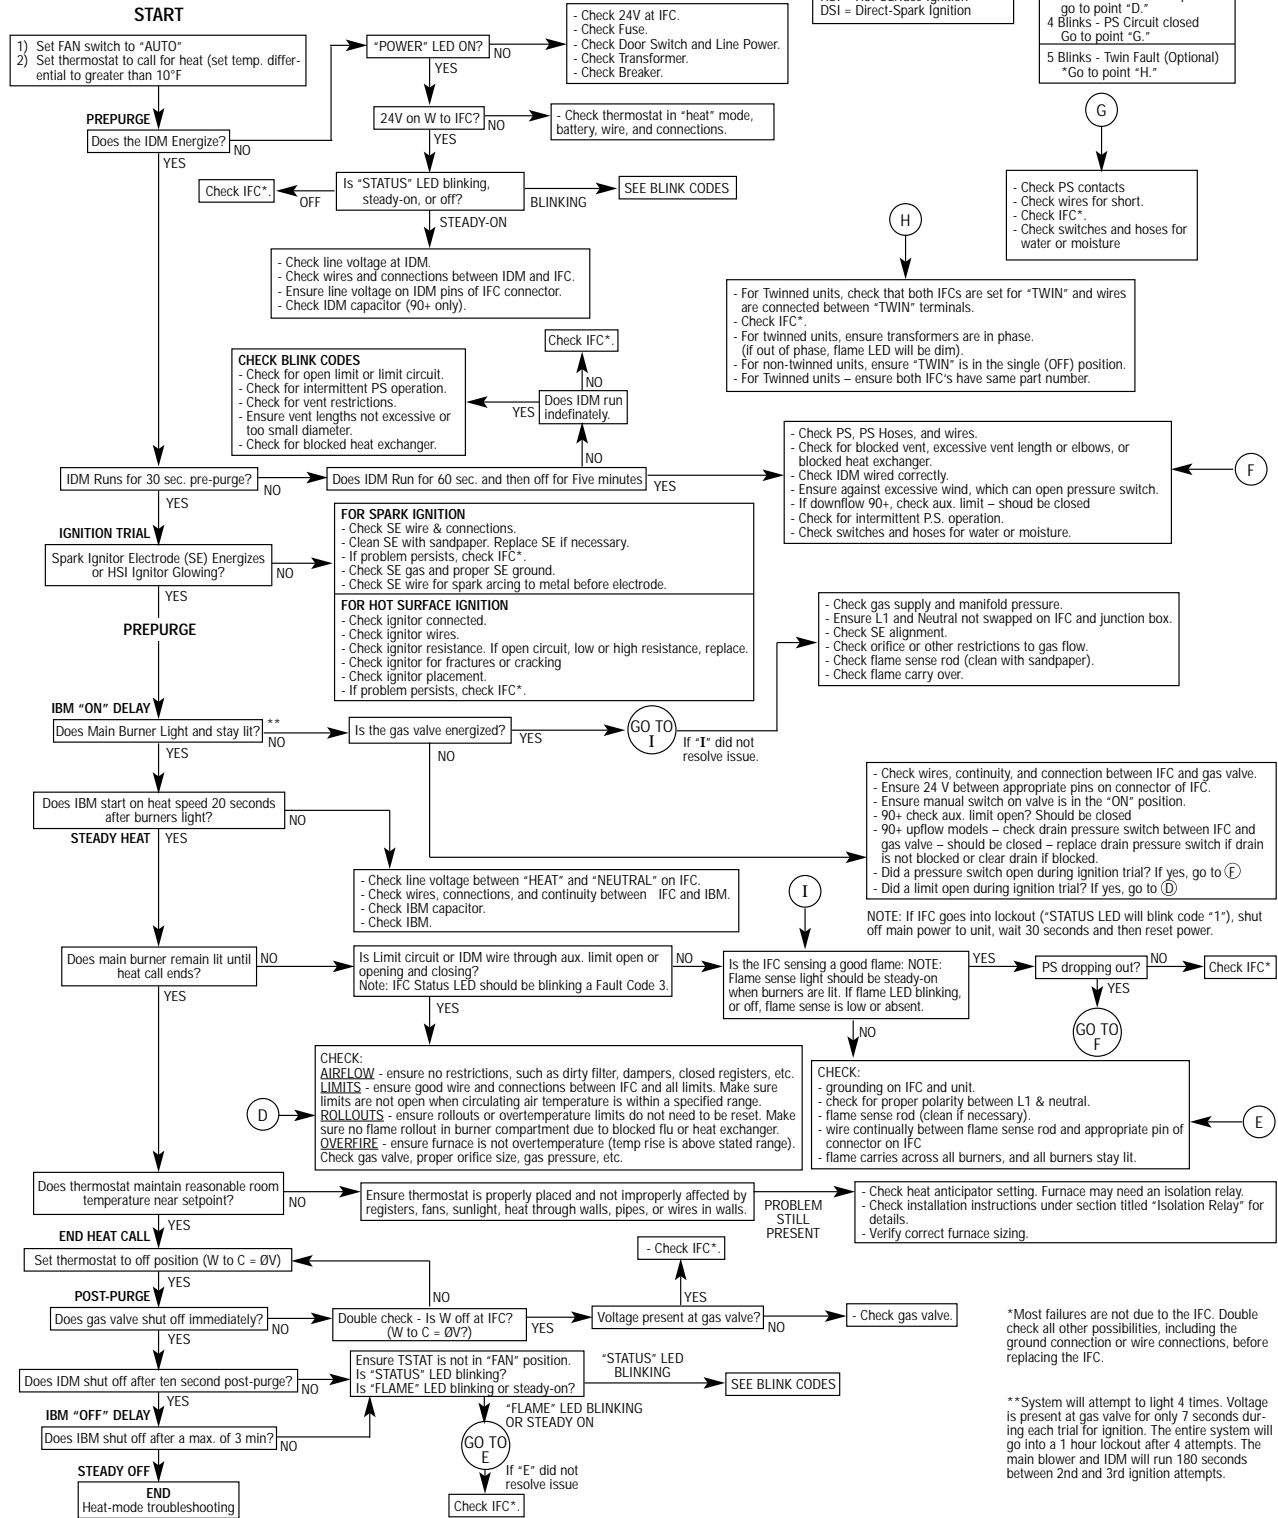 START
1) Set FAN switch to “AUTO”
2) Set thermostat to call for heat (set temp. differ-
ential to greater than 10°F
“POWER” LED ON?
NO
YES
- Check 24V at IFC.
- Check Fuse.
- Check Door Switch and Line Power.
- Check Transformer.
- Check Breaker.
DSI = Direct-Spark Ignition
go to point “D.”
4 Blinks - PS Circuit closed
Go to point “G.”
5 Blinks - Twin Fault (Optional)
*Go to point “H.”
PREPURGE
Does the IDM Energize?
NO
YES
24V on W to IFC?
NO
YES
- Check thermostat in “heat” mode,
battery, wire, and connections.
G
Check IFC*.
OFF
Is “STATUS” LED blinking,
steady-on, or off?
BLINKING
SEE BLINK CODES
STEADY-ON
- Check PS contacts
- Check wires for short.
- Check IFC*.
- Check switches and hoses for
water or moisture
H
- Check line voltage at IDM.
- Check wires and connections between IDM and IFC.
- Ensure line voltage on IDM pins of IFC connector.
- Check IDM capacitor (90+ only).
- For Twinned units, check that both IFCs are set for “TWIN” and wires
are connected between “TWIN” terminals.
- Check IFC*.
- For twinned units, ensure transformers are in phase.
(if out of phase, flame LED will be dim).
- For non-twinned units, ensure “TWIN” is in the single (OFF) position.
- For Twinned units – ensure both IFC's have same part number.
Check IFC*.
NO
CHECK BLINK CODES
- Check for open limit or limit circuit.
- Check for intermittent PS operation.
- Check for vent restrictions.
- Ensure vent lengths not excessive or
too small diameter.
- Check for blocked heat exchanger.
YES
Does IDM run
indefinately.
NO
IDM Runs for 30 sec. pre-purge?
NO
YES
Does IDM Run for 60 sec. and then off for Five minutes
YES
- Check PS, PS Hoses, and wires.
- Check for blocked vent, excessive vent length or elbows, or
blocked heat exchanger.
- Check IDM wired correctly.
- Ensure against excessive wind, which can open pressure switch.
- If downflow 90+, check aux. limit – shoud be closed
- Check for intermittent P.S. operation.
- Check switches and hoses for water or moisture.
F
IGNITION TRIAL
Spark Ignitor Electrode (SE) Energizes
or HSI Ignitor Glowing?
NO
YES
FOR SPARK IGNITION
- Check SE wire & connections.
- Clean SE with sandpaper. Replace SE if necessary.
- If problem persists, check IFC*.
- Check SE gas and proper SE ground.
- Check SE wire for spark arcing to metal before electrode.
FOR HOT SURFACE IGNITION
- Check ignitor connected.
- Check ignitor wires.
- Check ignitor resistance. If open circuit, low or high resistance, replace.
- Check ignitor for fractures or cracking
- Check ignitor placement.
- If problem persists, check IFC*.
PREPURGE
- Check gas supply and manifold pressure.
- Ensure L1 and Neutral not swapped on IFC and junction box.
- Check SE alignment.
- Check orifice or other restrictions to gas flow.
- Check flame sense rod (clean with sandpaper).
- Check flame carry over.
IBM “ON” DELAY
Does Main Burner Light and stay lit?
**
NO
YES
Is the gas valve energized?
YES
NO
GO TO
I
If “I” did not
resolve issue.
Does IBM start on heat speed 20 seconds
after burners light?
NO
STEADY HEAT
YES
- Check wires, continuity, and connection between IFC and gas valve.
- Ensure 24 V between appropriate pins on connector of IFC.
- Ensure manual switch on valve is in the “ON” position.
- 90+ check aux. limit open? Should be closed
- 90+ upflow models – check drain pressure switch between IFC and
gas valve – should be closed – replace drain pressure switch if drain
is not blocked or clear drain if blocked.
- Did a pressure switch open during ignition trial? If yes, go to F
- Did a limit open during ignition trial? If yes, go to D
- Check line voltage between “HEAT” and “NEUTRAL” on IFC.
- Check wires, connections, and continuity between IFC and IBM.
- Check IBM capacitor.
- Check IBM.
I
NOTE: If IFC goes into lockout (“STATUS LED will blink code “1”), shut
off main power to unit, wait 30 seconds and then reset power.
Does main burner remain lit until
heat call ends?
NO
YES
Is Limit circuit or IDM wire through aux. limit open or
opening and closing?
Note: IFC Status LED should be blinking a Fault Code 3.
NO
YES
Is the IFC sensing a good flame: NOTE:
Flame sense light should be steady-on
when burners are lit. If flame LED blinking,
or off, flame sense is low or absent.
YES
NO
PS dropping out?
NO
YES
Check IFC*
GO TO
F
D
CHECK:
AIRFLOW - ensure no restrictions, such as dirty filter, dampers, closed registers, etc.
LIMITS - ensure good wire and connections between IFC and all limits. Make sure
limits are not open when circulating air temperature is within a specified range.
ROLLOUTS - ensure rollouts or overtemperature limits do not need to be reset. Make
sure no flame rollout in burner compartment due to blocked flu or heat exchanger.
OVERFIRE - ensure furnace is not overtemperature (temp rise is above stated range).
Check gas valve, proper orifice size, gas pressure, etc.
CHECK:
- grounding on IFC and unit.
- check for proper polarity between L1 & neutral.
- flame sense rod (clean if necessary).
- wire continually between flame sense rod and appropriate pin of
connector on IFC
- flame carries across all burners, and all burners stay lit.
E
Does thermostat maintain reasonable room
temperature near setpoint?
NO
YES
Ensure thermostat is properly placed and not improperly affected by
registers, fans, sunlight, heat through walls, pipes, or wires in walls.
PROBLEM
STILL
PRESENT
- Check heat anticipator setting. Furnace may need an isolation relay.
- Check installation instructions under section titled “Isolation Relay” for
details.
- Verify correct furnace sizing.
END HEAT CALL
Set thermostat to off position (W to C = ØV)
YES
NO
- Check IFC*.
YES
POST-PURGE
Does gas valve shut off immediately?
NO
YES
Double check - Is W off at IFC?
(W to C = ØV?)
YES
Voltage present at gas valve?
NO
- Check gas valve.
*Most failures are not due to the IFC. Double
check all other possibilities, including the
ground connection or wire connections, before
replacing the IFC.
Does IDM shut off after ten second post-purge?
NO
YES
Ensure TSTAT is not in “FAN” position.
Is “STATUS” LED blinking?
Is “FLAME” LED blinking or steady-on?
“STATUS” LED
BLINKING
SEE BLINK CODES
“FLAME” LED BLINKING
OR STEADY ON
IBM “OFF” DELAY
Does IBM shut off after a max. of 3 min?
NO
GO TO
E
If “E” did not
resolve issue
Check IFC*.
STEADY OFF
END
Heat-mode troubleshooting
**System will attempt to light 4 times. Voltage
is present at gas valve for only 7 seconds dur-
ing each trial for ignition. The entire system will
go into a 1 hour lockout after 4 attempts. The
main blower and IDM will run 180 seconds
between 2nd and 3rd ignition attempts.